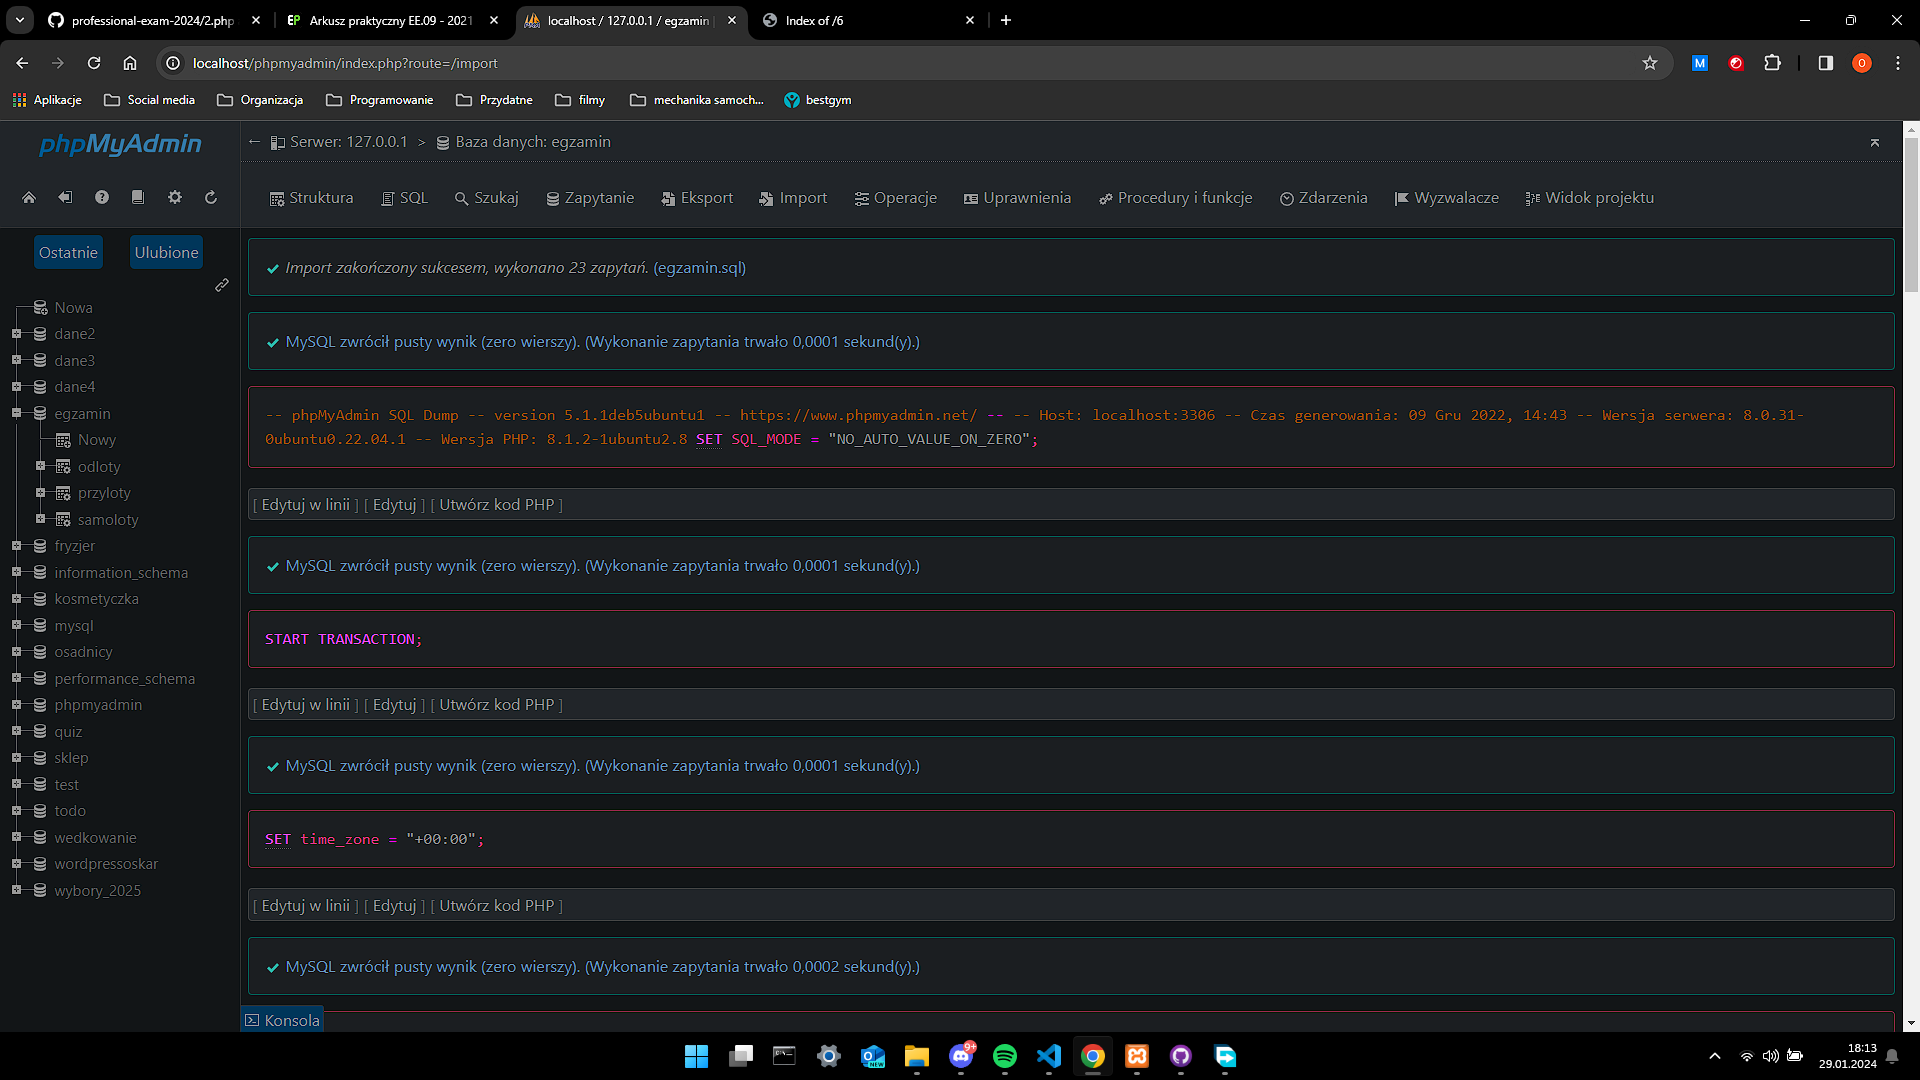 professional-exam-2024/2.php
EP Arkusz praktyczny EE.09 - 2021
localhost / 127.0.0.1 / egzamin
Index of /6
localhost/phpmyadmin/index.php?route=/import
M
O
Aplikacje
Social media
Organizacja
Programowanie
Przydatne
filmy
mechanika samoch...
bestgym
phpMyAdmin
Ostatnie
Ulubione
Nowa
dane2
dane3
dane4
egzamin
Nowy
odloty
przyloty
samoloty
fryzjer
information_schema
kosmetyczka
mysql
osadnicy
performance_schema
phpmyadmin
quiz
sklep
test
todo
wedkowanie
wordpressoskar
wybory_2025
← Serwer: 127.0.0.1 > Baza danych: egzamin
Struktura
SQL
Szukaj
Zapytanie
Eksport
Import
Operacje
Uprawnienia
Procedury i funkcje
Zdarzenia
Wyzwalacze
Widok projektu
Import zakończony sukcesem, wykonano 23 zapytań. (egzamin.sql)
MySQL zwrócił pusty wynik (zero wierszy). (Wykonanie zapytania trwało 0,0001 sekund(y).)
-- phpMyAdmin SQL Dump -- version 5.1.1deb5ubuntu1 -- https://www.phpmyadmin.net/ -- -- Host: localhost:3306 -- Czas generowania: 09 Gru 2022, 14:43 -- Wersja serwera: 8.0.31-
0ubuntu0.22.04.1 -- Wersja PHP: 8.1.2-1ubuntu2.8 SET SQL_MODE = "NO_AUTO_VALUE_ON_ZERO";
[ Edytuj w linii ] [ Edytuj ] [ Utwórz kod PHP ]
MySQL zwrócił pusty wynik (zero wierszy). (Wykonanie zapytania trwało 0,0001 sekund(y).)
START TRANSACTION;
[ Edytuj w linii ] [ Edytuj ] [ Utwórz kod PHP ]
MySQL zwrócił pusty wynik (zero wierszy). (Wykonanie zapytania trwało 0,0001 sekund(y).)
SET time_zone = "+00:00";
[ Edytuj w linii ] [ Edytuj ] [ Utwórz kod PHP ]
MySQL zwrócił pusty wynik (zero wierszy). (Wykonanie zapytania trwało 0,0002 sekund(y).)
Konsola
NEW
9+
18:13
29.01.2024